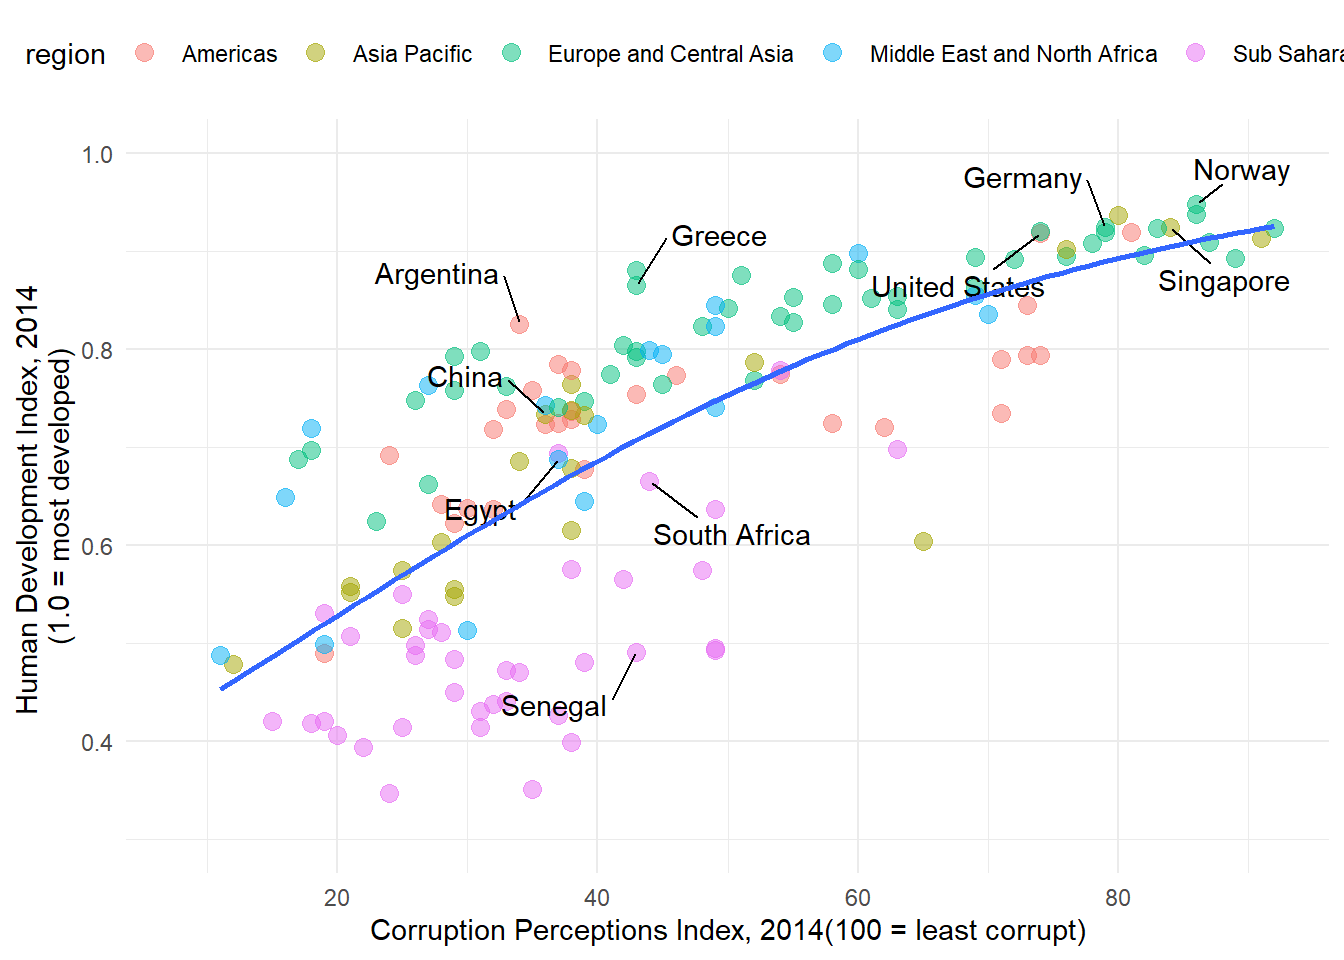 region Americas Asia Pacific Europe and Central Asia Middle East and North Africa Sub Sahara
1.0
0.8
0.6
0.4
Human Development Index, 2014
(1.0 = most developed)
Norway
Germany
Greece
Argentina
United States
Singapore
China
Egypt
South Africa
Senegal
20 40 60 80
Corruption Perceptions Index, 2014(100 = least corrupt)